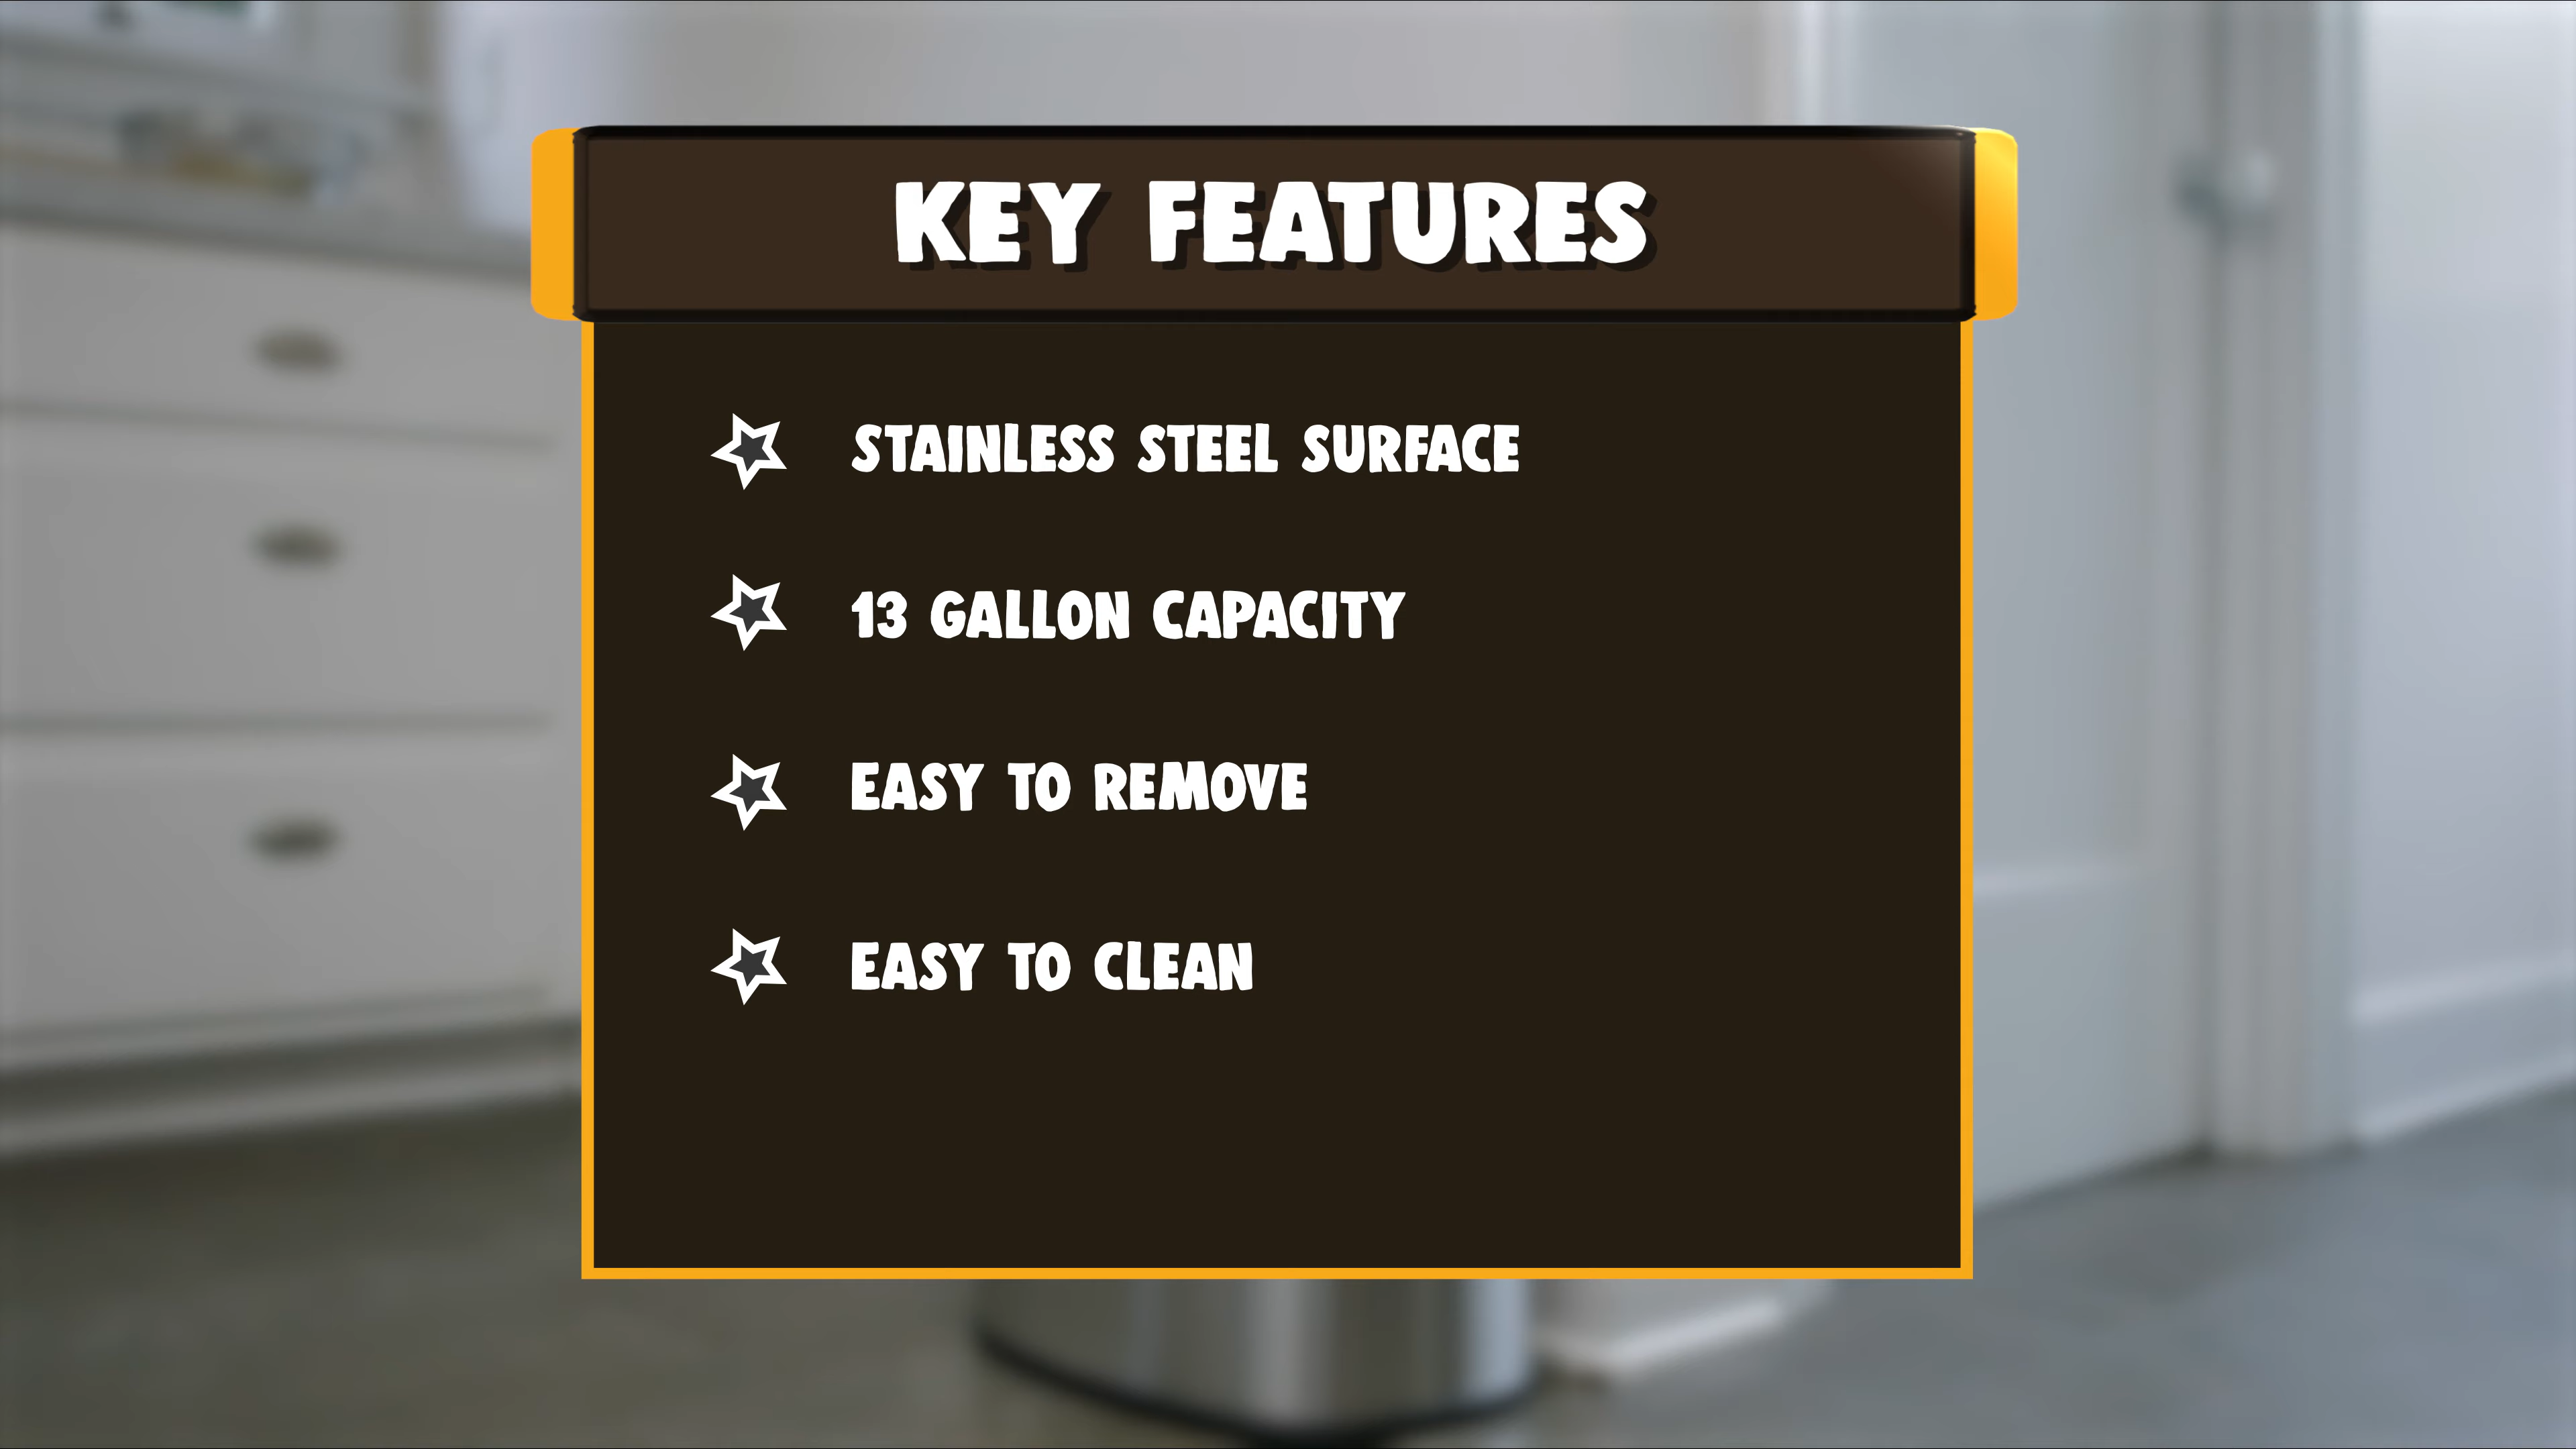 KEY FEATURES
STAINLESS STEEL SURFACE
13 GALLON CAPACITY
EASY TO REMOVE
EASY TO CLEAN